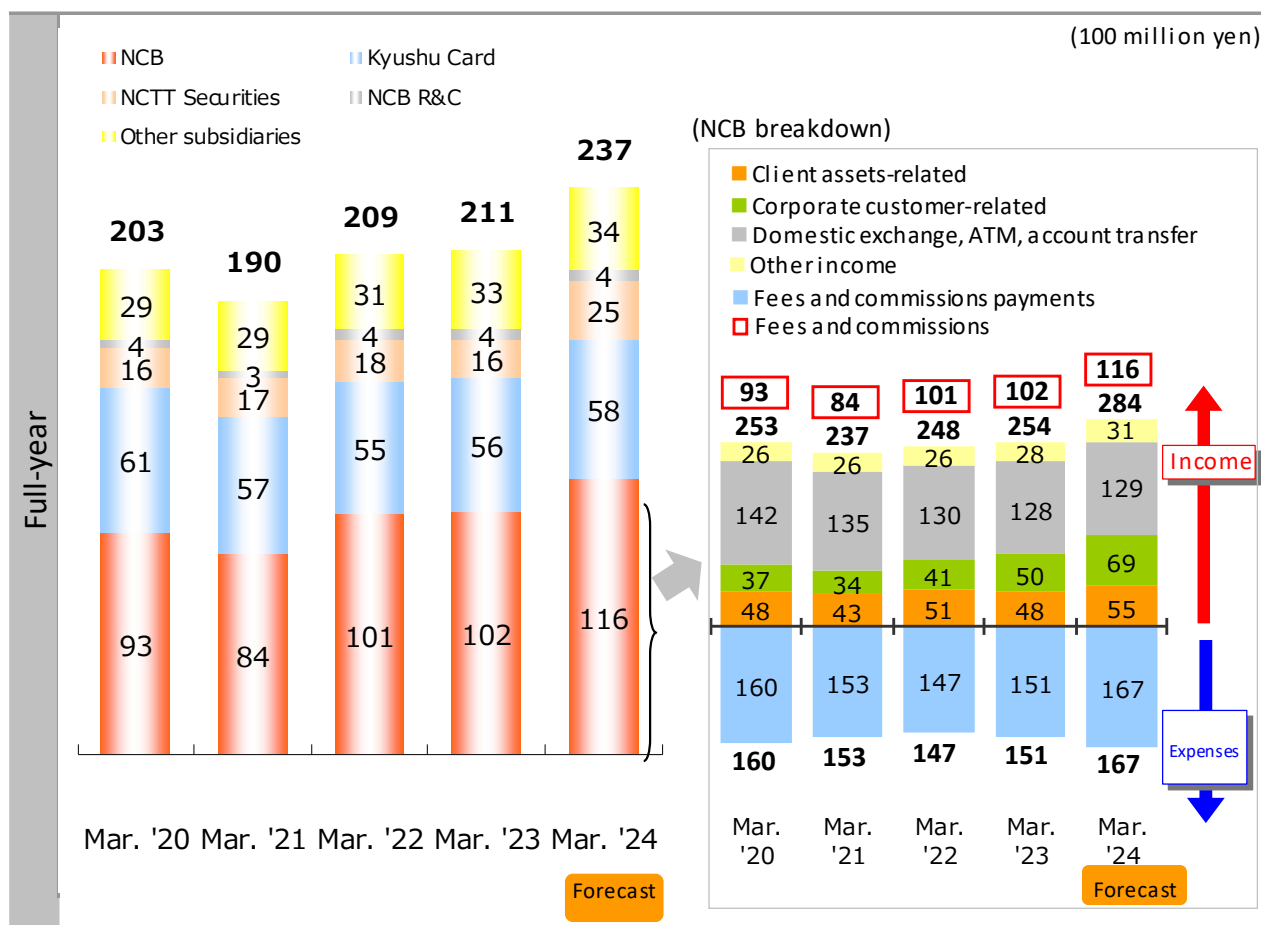 (100 million yen)
NCB
Kyushu Card
NCTT Securities
NCB R&C
Other subsidiaries
Full-year
203
190
209
211
237
29
4
16
61
93
29
3
17
57
84
31
4
18
55
101
33
4
16
56
102
34
4
25
58
116
Mar. '20
Mar. '21
Mar. '22
Mar. '23
Mar. '24
Forecast
(NCB breakdown)
Client assets-related
Corporate customer-related
Domestic exchange, ATM, account transfer
Other income
Fees and commissions payments
Fees and commissions
93
84
101
102
116
253
237
248
254
284
26
26
26
28
31
142
135
130
128
129
37
34
41
50
69
48
43
51
48
55
160
153
147
151
167
160
153
147
151
167
Income
Expenses
Mar.
'20
Mar.
'21
Mar.
'22
Mar.
'23
Mar.
'24
Forecast